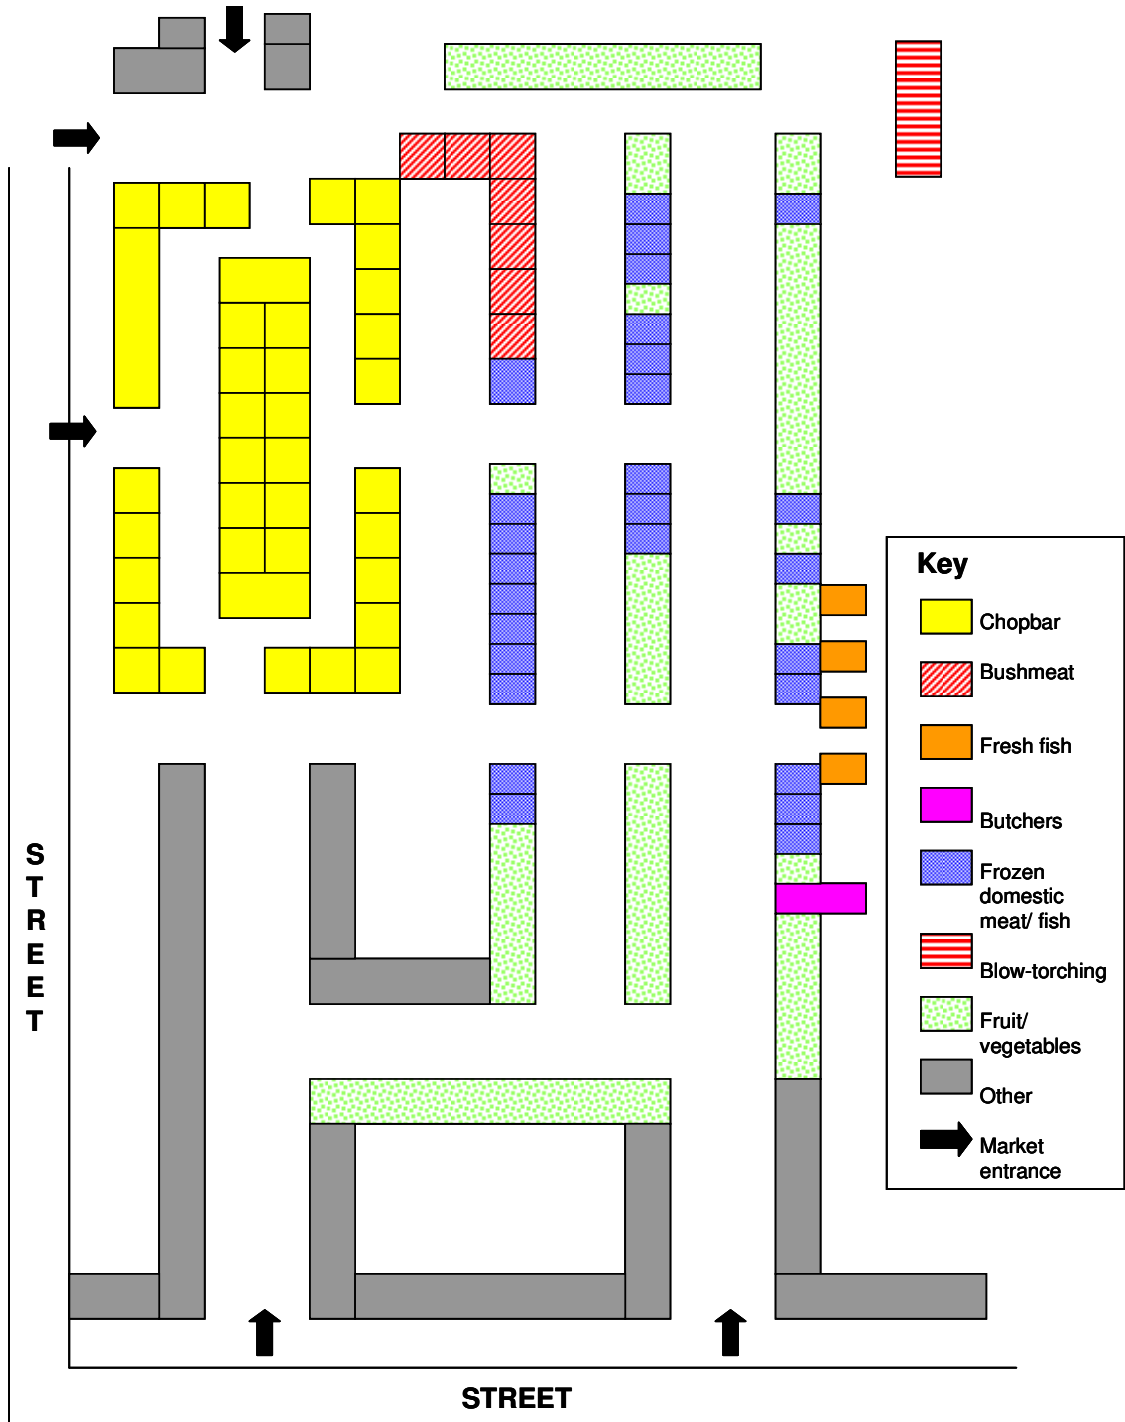 Key
Chopbar
Bushmeat
Fresh fish
Butchers
Frozen
domestic
meat/ fish
Blow-torching
Fruit/
vegetables
Other
Market
entrance
S
T
R
E
E
T
STREET